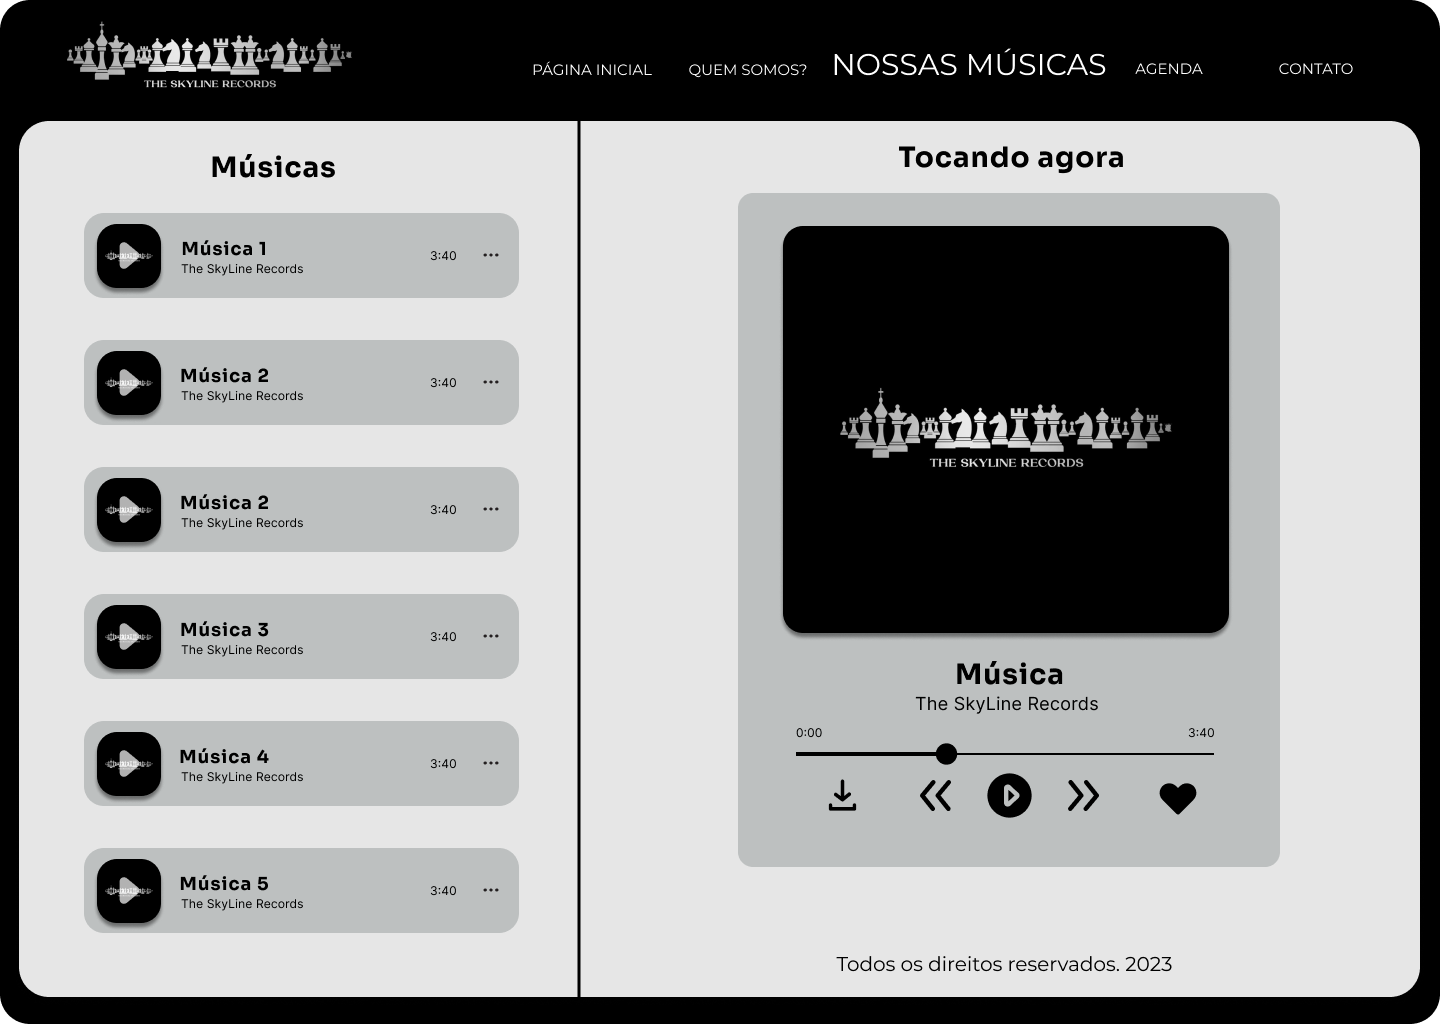 THE SKYLINE RECORDS
PÁGINA INICIAL
QUEM SOMOS?
NOSSAS MÚSICAS
AGENDA
CONTATO
Músicas
Música 1
The SkyLine Records
3:40
Música 2
The SkyLine Records
3:40
Música 2
The SkyLine Records
3:40
Música 3
The SkyLine Records
3:40
Música 4
The SkyLine Records
3:40
Música 5
The SkyLine Records
3:40
Tocando agora
THE SKYLINE RECORDS
Música
The SkyLine Records
0:00
3:40
Todos os direitos reservados. 2023